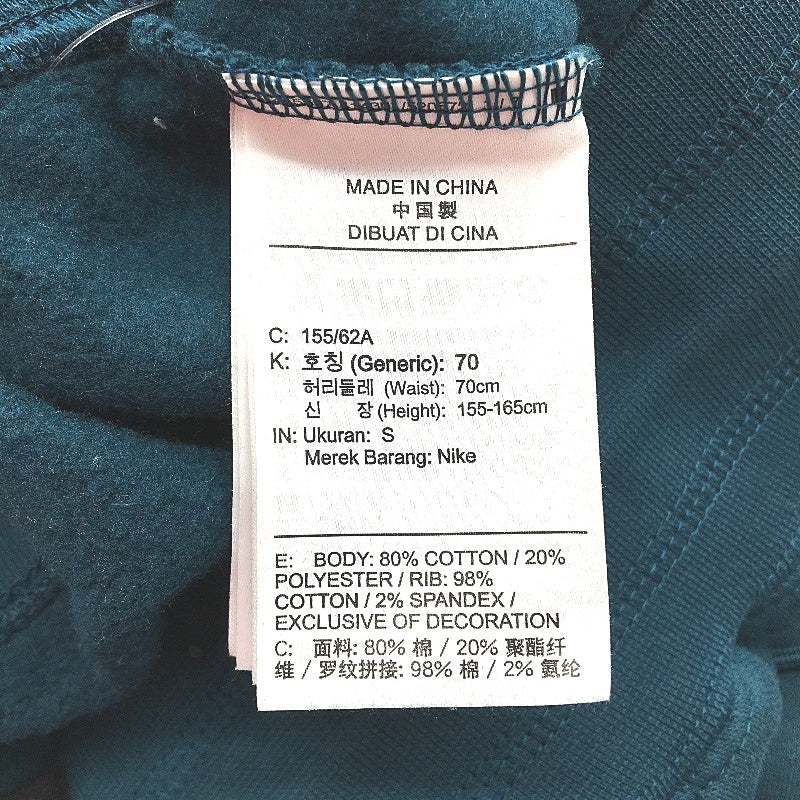 MADE IN CHINA
中国製
DIBUAT DI CINA
C: 155/62A
K: 호칭 (Generic): 70
허리둘레 (Waist): 70cm
신 장 (Height): 155-165cm
IN: Ukuran: S
Merek Barang: Nike
E: BODY: 80% COTTON / 20%
POLYESTER / RIB: 98%
COTTON / 2% SPANDEX /
EXCLUSIVE OF DECORATION
C: 面料: 80% 棉 / 20% 聚酯纤
维 / 罗纹拼接: 98% 棉 / 2% 氨纶